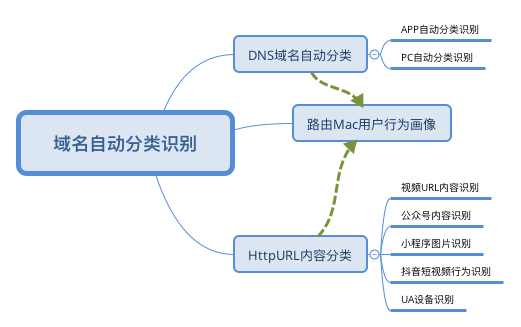 域名自动分类识别
DNS域名自动分类
APP自动分类识别
PC自动分类识别
路由Mac用户行为画像
HttpURL内容分类
视频URL内容识别
公众号内容识别
小程序图片识别
抖音短视频行为识别
UA设备识别